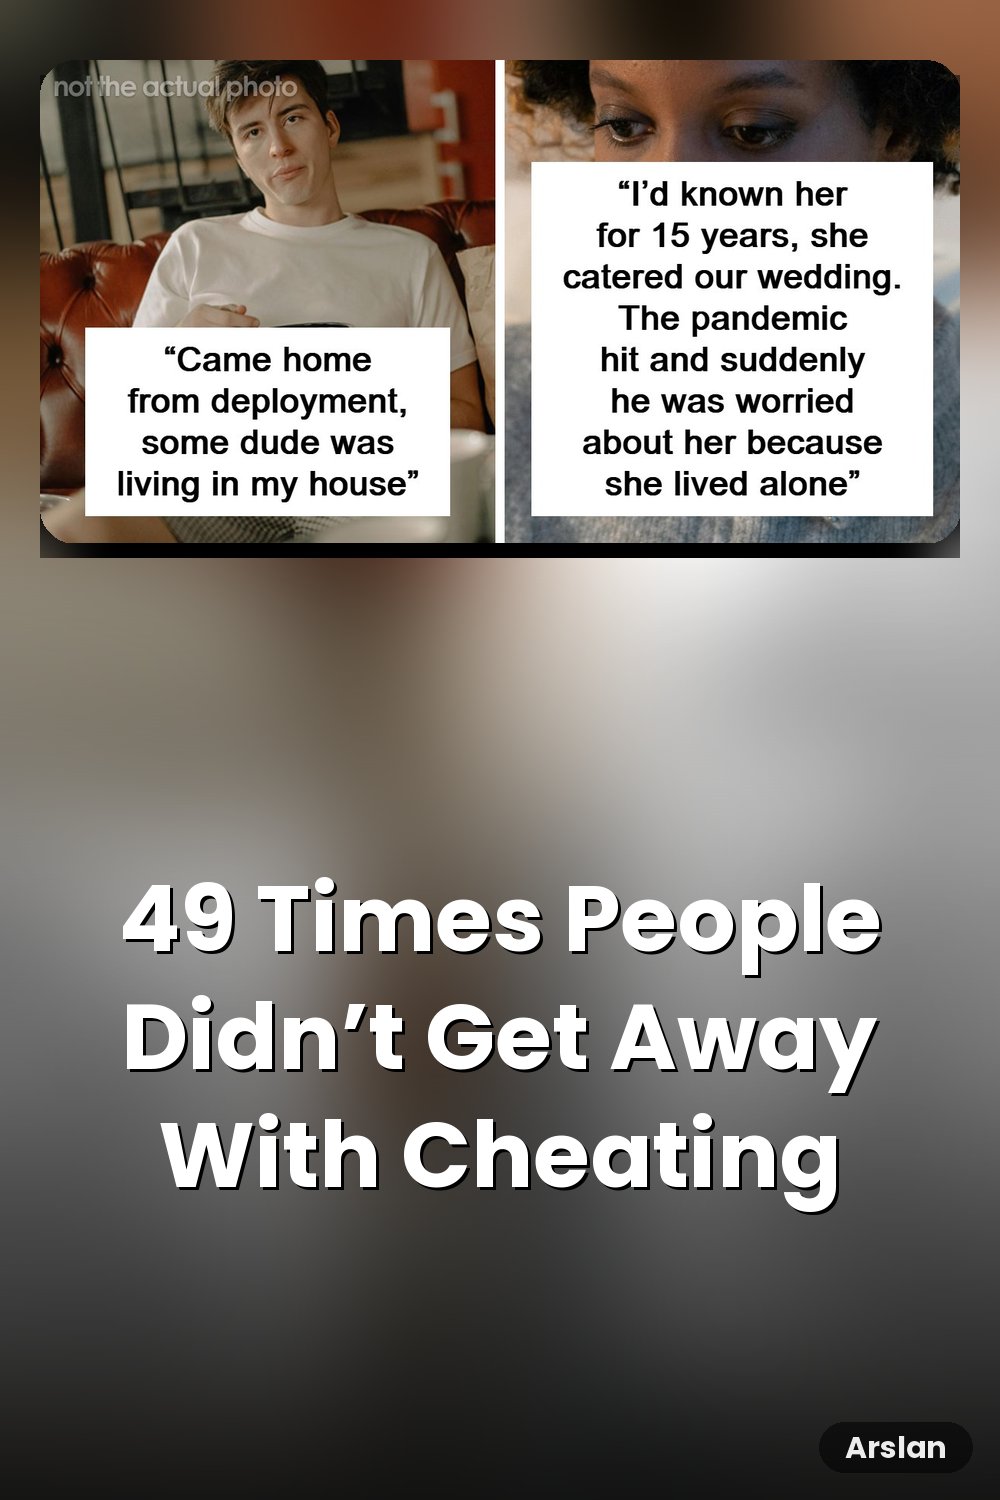 not the actual photo
“Came home
from deployment,
some dude was
living in my house”
“I’d known her
for 15 years, she
catered our wedding.
The pandemic
hit and suddenly
he was worried
about her because
she lived alone”
49 Times People
Didn’t Get Away
With Cheating
Arslan